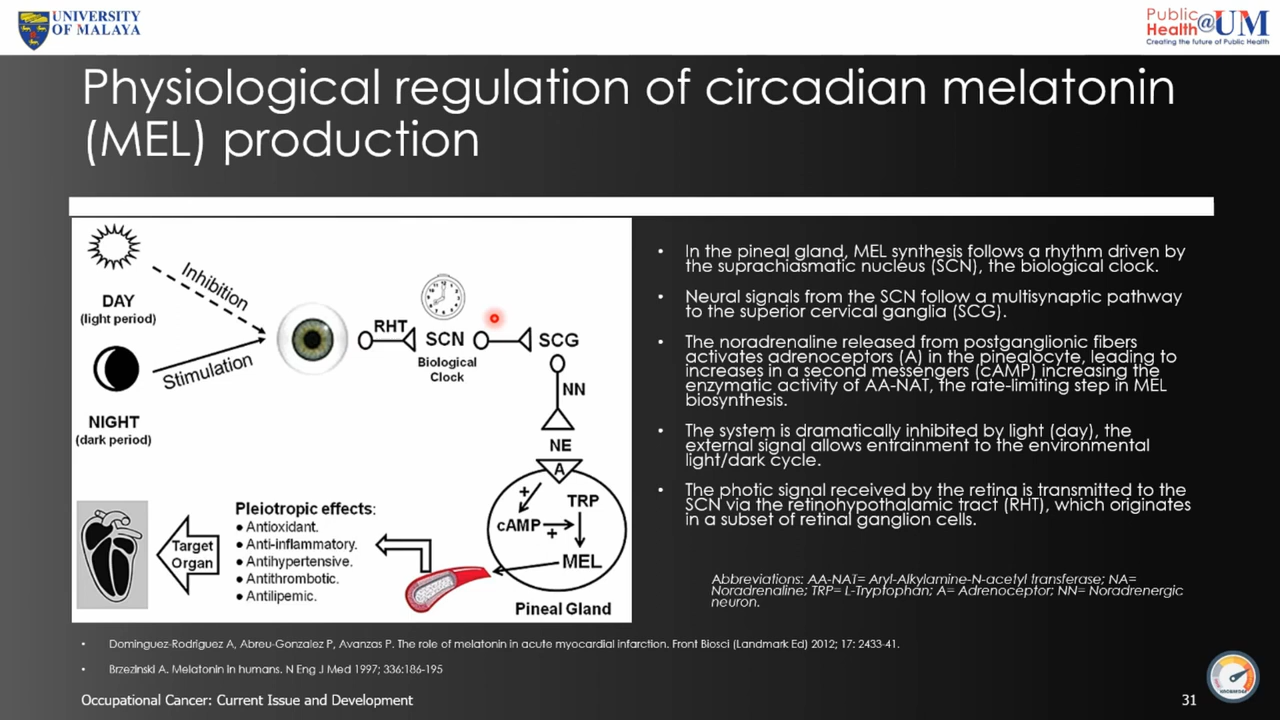 UNIVERSITY
OF MALAYA
Public
Health@UM
Creating the future of Public Health
Physiological regulation of circadian melatonin
(MEL) production
DAY
(light period)
NIGHT
(dark period)
Inhibition
Stimulation
RHT
SCN
Biological
Clock
SCG
NN
NE
A
+
TRP
cAMP
+
MEL
Pineal Gland
Pleiotropic effects:
• Antioxidant.
• Anti-inflammatory.
• Antihypertensive.
• Antithrombotic.
• Antilipemic.
Target
Organ
• In the pineal gland, MEL synthesis follows a rhythm driven by
the suprachiasmatic nucleus (SCN), the biological clock.
• Neural signals from the SCN follow a multisynaptic pathway
to the superior cervical ganglia (SCG).
• The noradrenaline released from postganglionic fibers
activates adrenoceptors (A) in the pinealocyte, leading to
increases in a second messengers (cAMP) increasing the
enzymatic activity of AA-NAT, the rate-limiting step in MEL
biosynthesis.
• The system is dramatically inhibited by light (day), the
external signal allows entrainment to the environmental
light/dark cycle.
• The photic signal received by the retina is transmitted to the
SCN via the retinohypothalamic tract (RHT), which originates
in a subset of retinal ganglion cells.
Abbreviations: AA-NAT= Aryl-Alkylamine-N-acetyl transferase; NA=
Noradrenaline; TRP= L-Tryptophan; A= Adrenoceptor; NN= Noradrenergic
neuron.
• Dominguez-Rodriguez A, Abreu-Gonzalez P, Avanzas P. The role of melatonin in acute myocardial infarction. Front Biosci (Landmark Ed) 2012; 17: 2433-41.
• Brzezinski A. Melatonin in humans. N Eng J Med 1997; 336:186-195
Occupational Cancer: Current Issue and Development
31